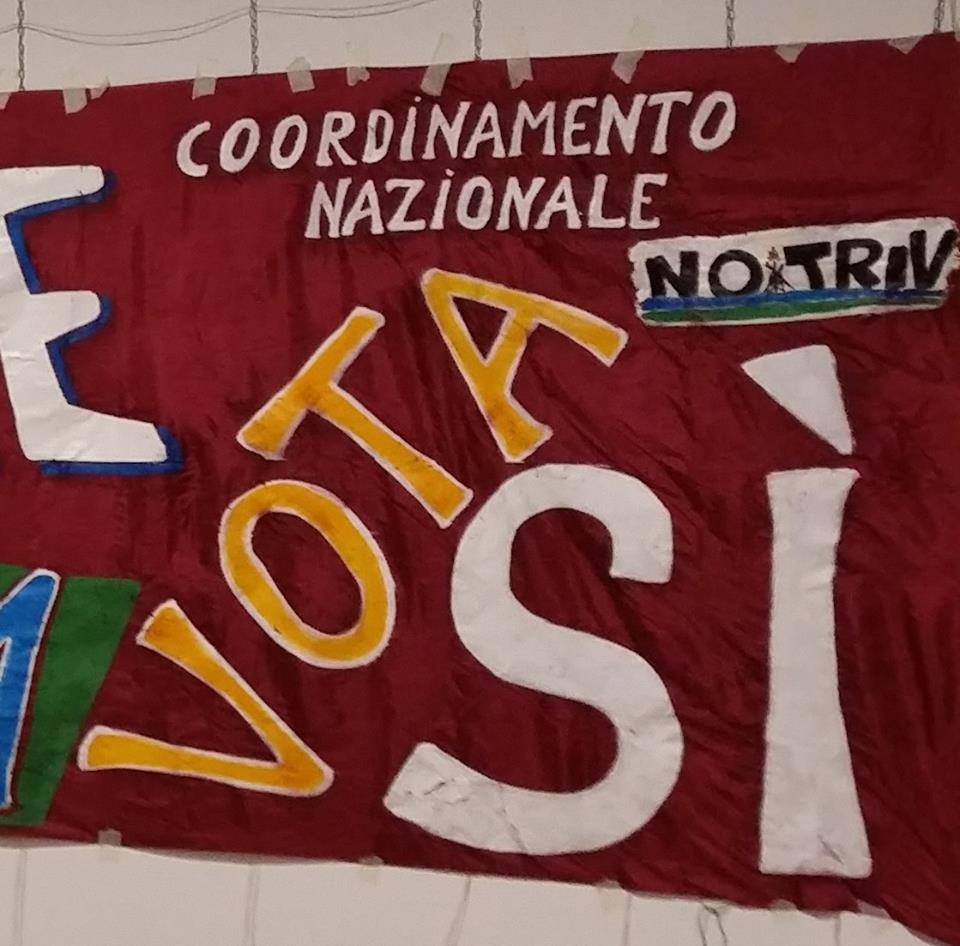 COORDINAMENTO
NAZIONALE
NO TRIV
VOTA
SÌ